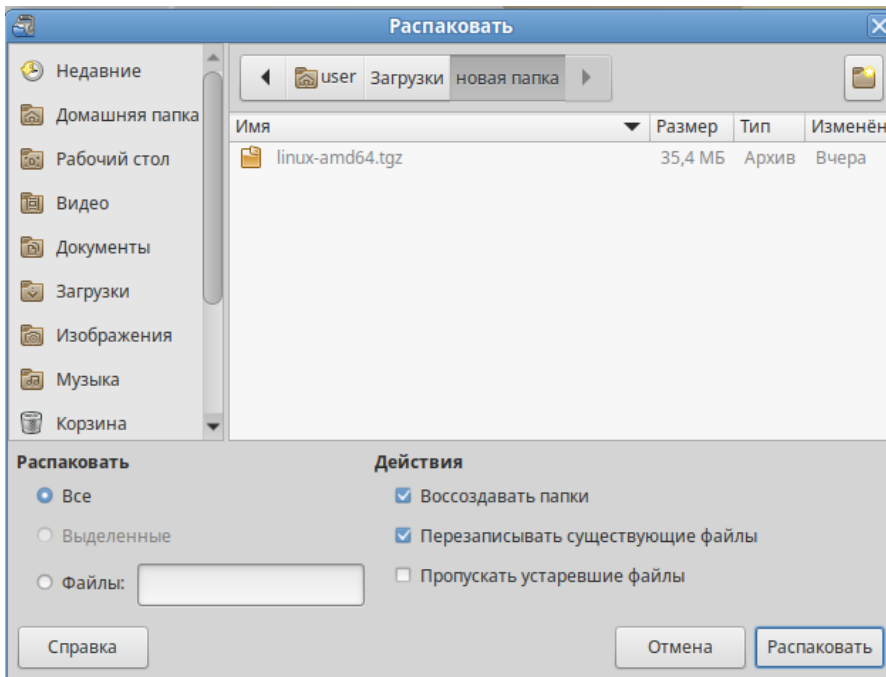 Распаковать
Недавние
Домашняя папка
Рабочий стол
Видео
Документы
Загрузки
Изображения
Музыка
Корзина
user Загрузки новая папка
Имя Размер Тип Изменён
linux-amd64.tgz 35,4 МБ Архив Вчера
Распаковать
Все
Выделенные
Файлы:
Действия
Воссоздавать папки
Перезаписывать существующие файлы
Пропускать устаревшие файлы
Справка Отмена Распаковать